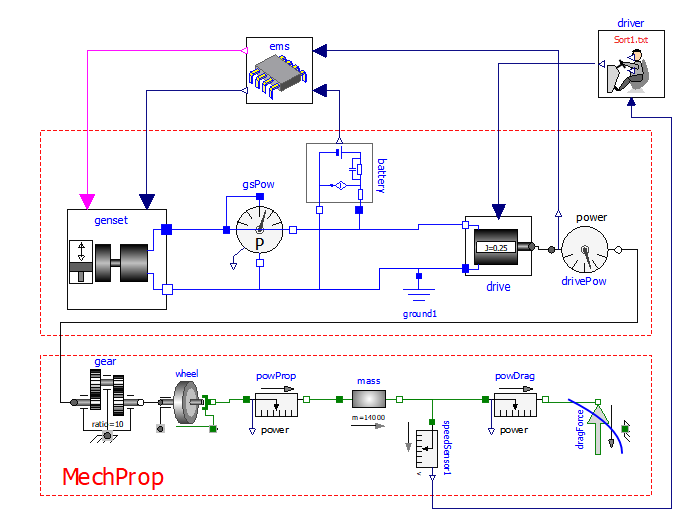 driver
Sort1.txt
ems
battery
gsPow
genset
P
power
J=0.25
drive
drivePow
ground1
gear
wheel
powProp
mass
powDrag
ratio=10
power
m=14000
speedSensor1
v
power
dragForce
MechProp